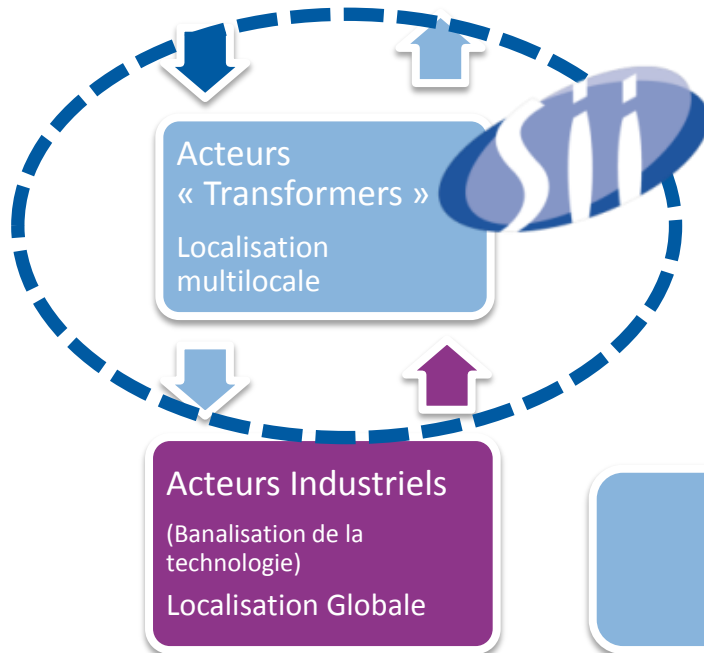 Acteurs
« Transformers »
Localisation
multilocale
sii
Acteurs Industriels
(Banalisation de la
technologie)
Localisation Globale